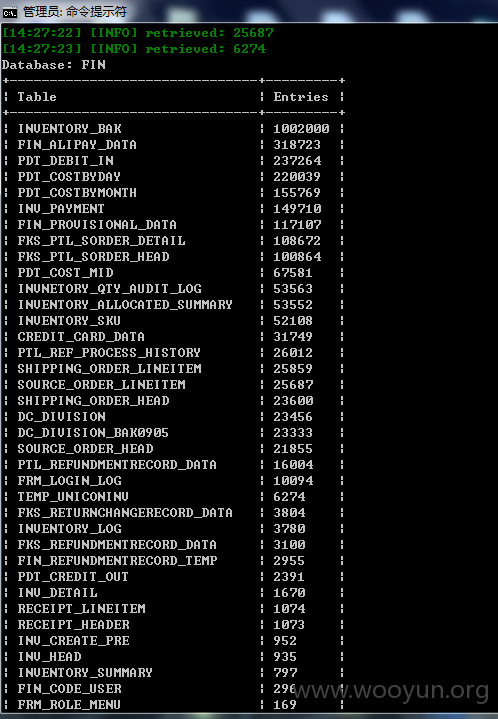 管理员: 命令提示符
[14:27:22] [INFO] retrieved: 25687
[14:27:23] [INFO] retrieved: 6274
Database: FIN
+-------------------------------+---------+
| Table | Entries |
+-------------------------------+---------+
| INVENTORY_BAK | 1002000 |
| FIN_ALIPAY_DATA | 318723 |
| PDT_DEBIT_IN | 237264 |
| PDT_COSTBYDAY | 220039 |
| PDT_COSTBYMONTH | 155769 |
| INV_PAYMENT | 149710 |
| FIN_PROVISIONAL_DATA | 117107 |
| FKS_PTL_SORDER_DETAIL | 108672 |
| FKS_PTL_SORDER_HEAD | 100864 |
| PDT_COST_MID | 67581 |
| INVNETORY_QTY_AUDIT_LOG | 53563 |
| INVENTORY_ALLOCATED_SUMMARY | 53552 |
| INVENTORY_SKU | 52108 |
| CREDIT_CARD_DATA | 31749 |
| PTL_REF_PROCESS_HISTORY | 26012 |
| SHIPPING_ORDER_LINEITEM | 25859 |
| SOURCE_ORDER_LINEITEM | 25687 |
| SHIPPING_ORDER_HEAD | 23600 |
| DC_DIVISION | 23456 |
| DC_DIVISION_BAK0905 | 23333 |
| SOURCE_ORDER_HEAD | 21855 |
| PTL_REFUNDMENTRECORD_DATA | 16004 |
| FRM_LOGIN_LOG | 10094 |
| TEMP_UNICONINV | 6274 |
| FKS_RETURNCHANGERECORD_DATA | 3804 |
| INVENTORY_LOG | 3780 |
| FKS_REFUNDMENTRECORD_DATA | 3100 |
| FIN_REFUNDMENTRECORD_TEMP | 2955 |
| PDT_CREDIT_OUT | 2391 |
| INV_DETAIL | 1670 |
| RECEIPT_LINEITEM | 1074 |
| RECEIPT_HEADER | 1073 |
| INV_CREATE_PRE | 952 |
| INV_HEAD | 935 |
| INVENTORY_SUMMARY | 797 |
| FIN_CODE_USER |
| FRM_ROLE_MENU | 169 |
www.wooyun.org